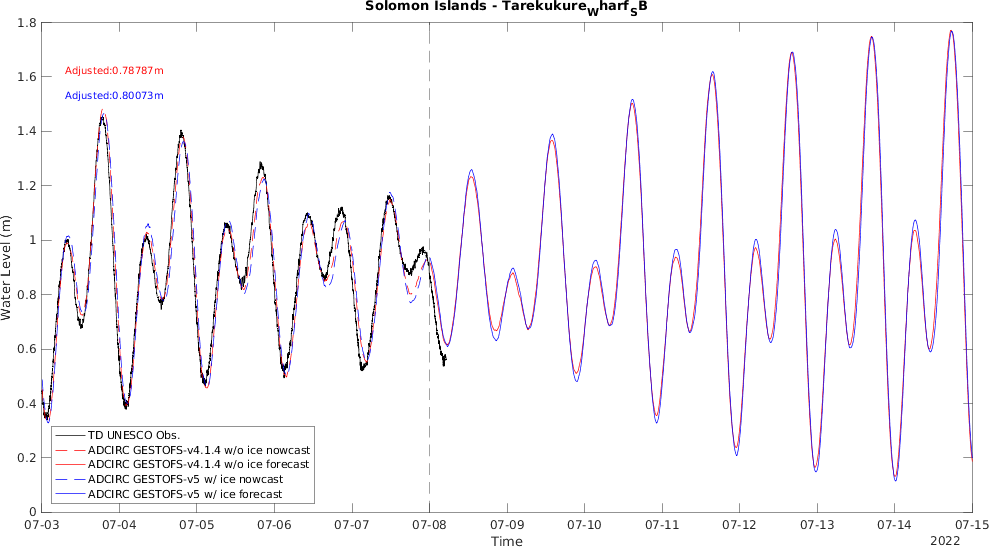 Solomon Islands - Tarekukure_Wharf_SB
1.8
1.6
1.4
1.2
1
0.8
0.6
0.4
0.2
0
Water Level (m)
Adjusted:0.78787m
Adjusted:0.80073m
TD UNESCO Obs.
ADCIRC GESTOFS-v4.1.4 w/o ice nowcast
ADCIRC GESTOFS-v4.1.4 w/o ice forecast
ADCIRC GESTOFS-v5 w/ ice nowcast
ADCIRC GESTOFS-v5 w/ ice forecast
07-03 07-04 07-05 07-06 07-07 07-08 07-09 07-10 07-11 07-12 07-13 07-14 07-15
Time
2022